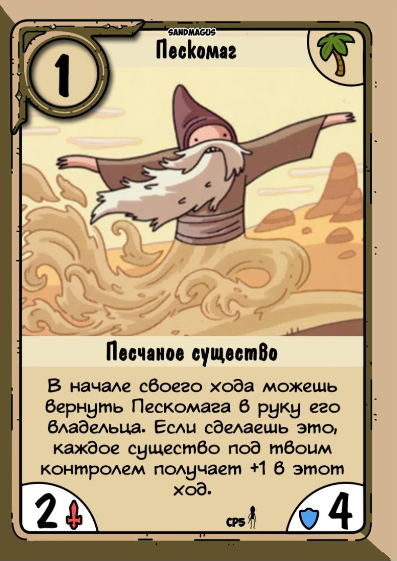 SANDMAGUS
Пескомаг
1
Песчаное существо
В начале своего хода можешь
вернуть Пескомага в руку его
владельца. Если сделаешь это,
каждое существо под твоим
контролем получает +1 в этот
ход.
2
CP5
4